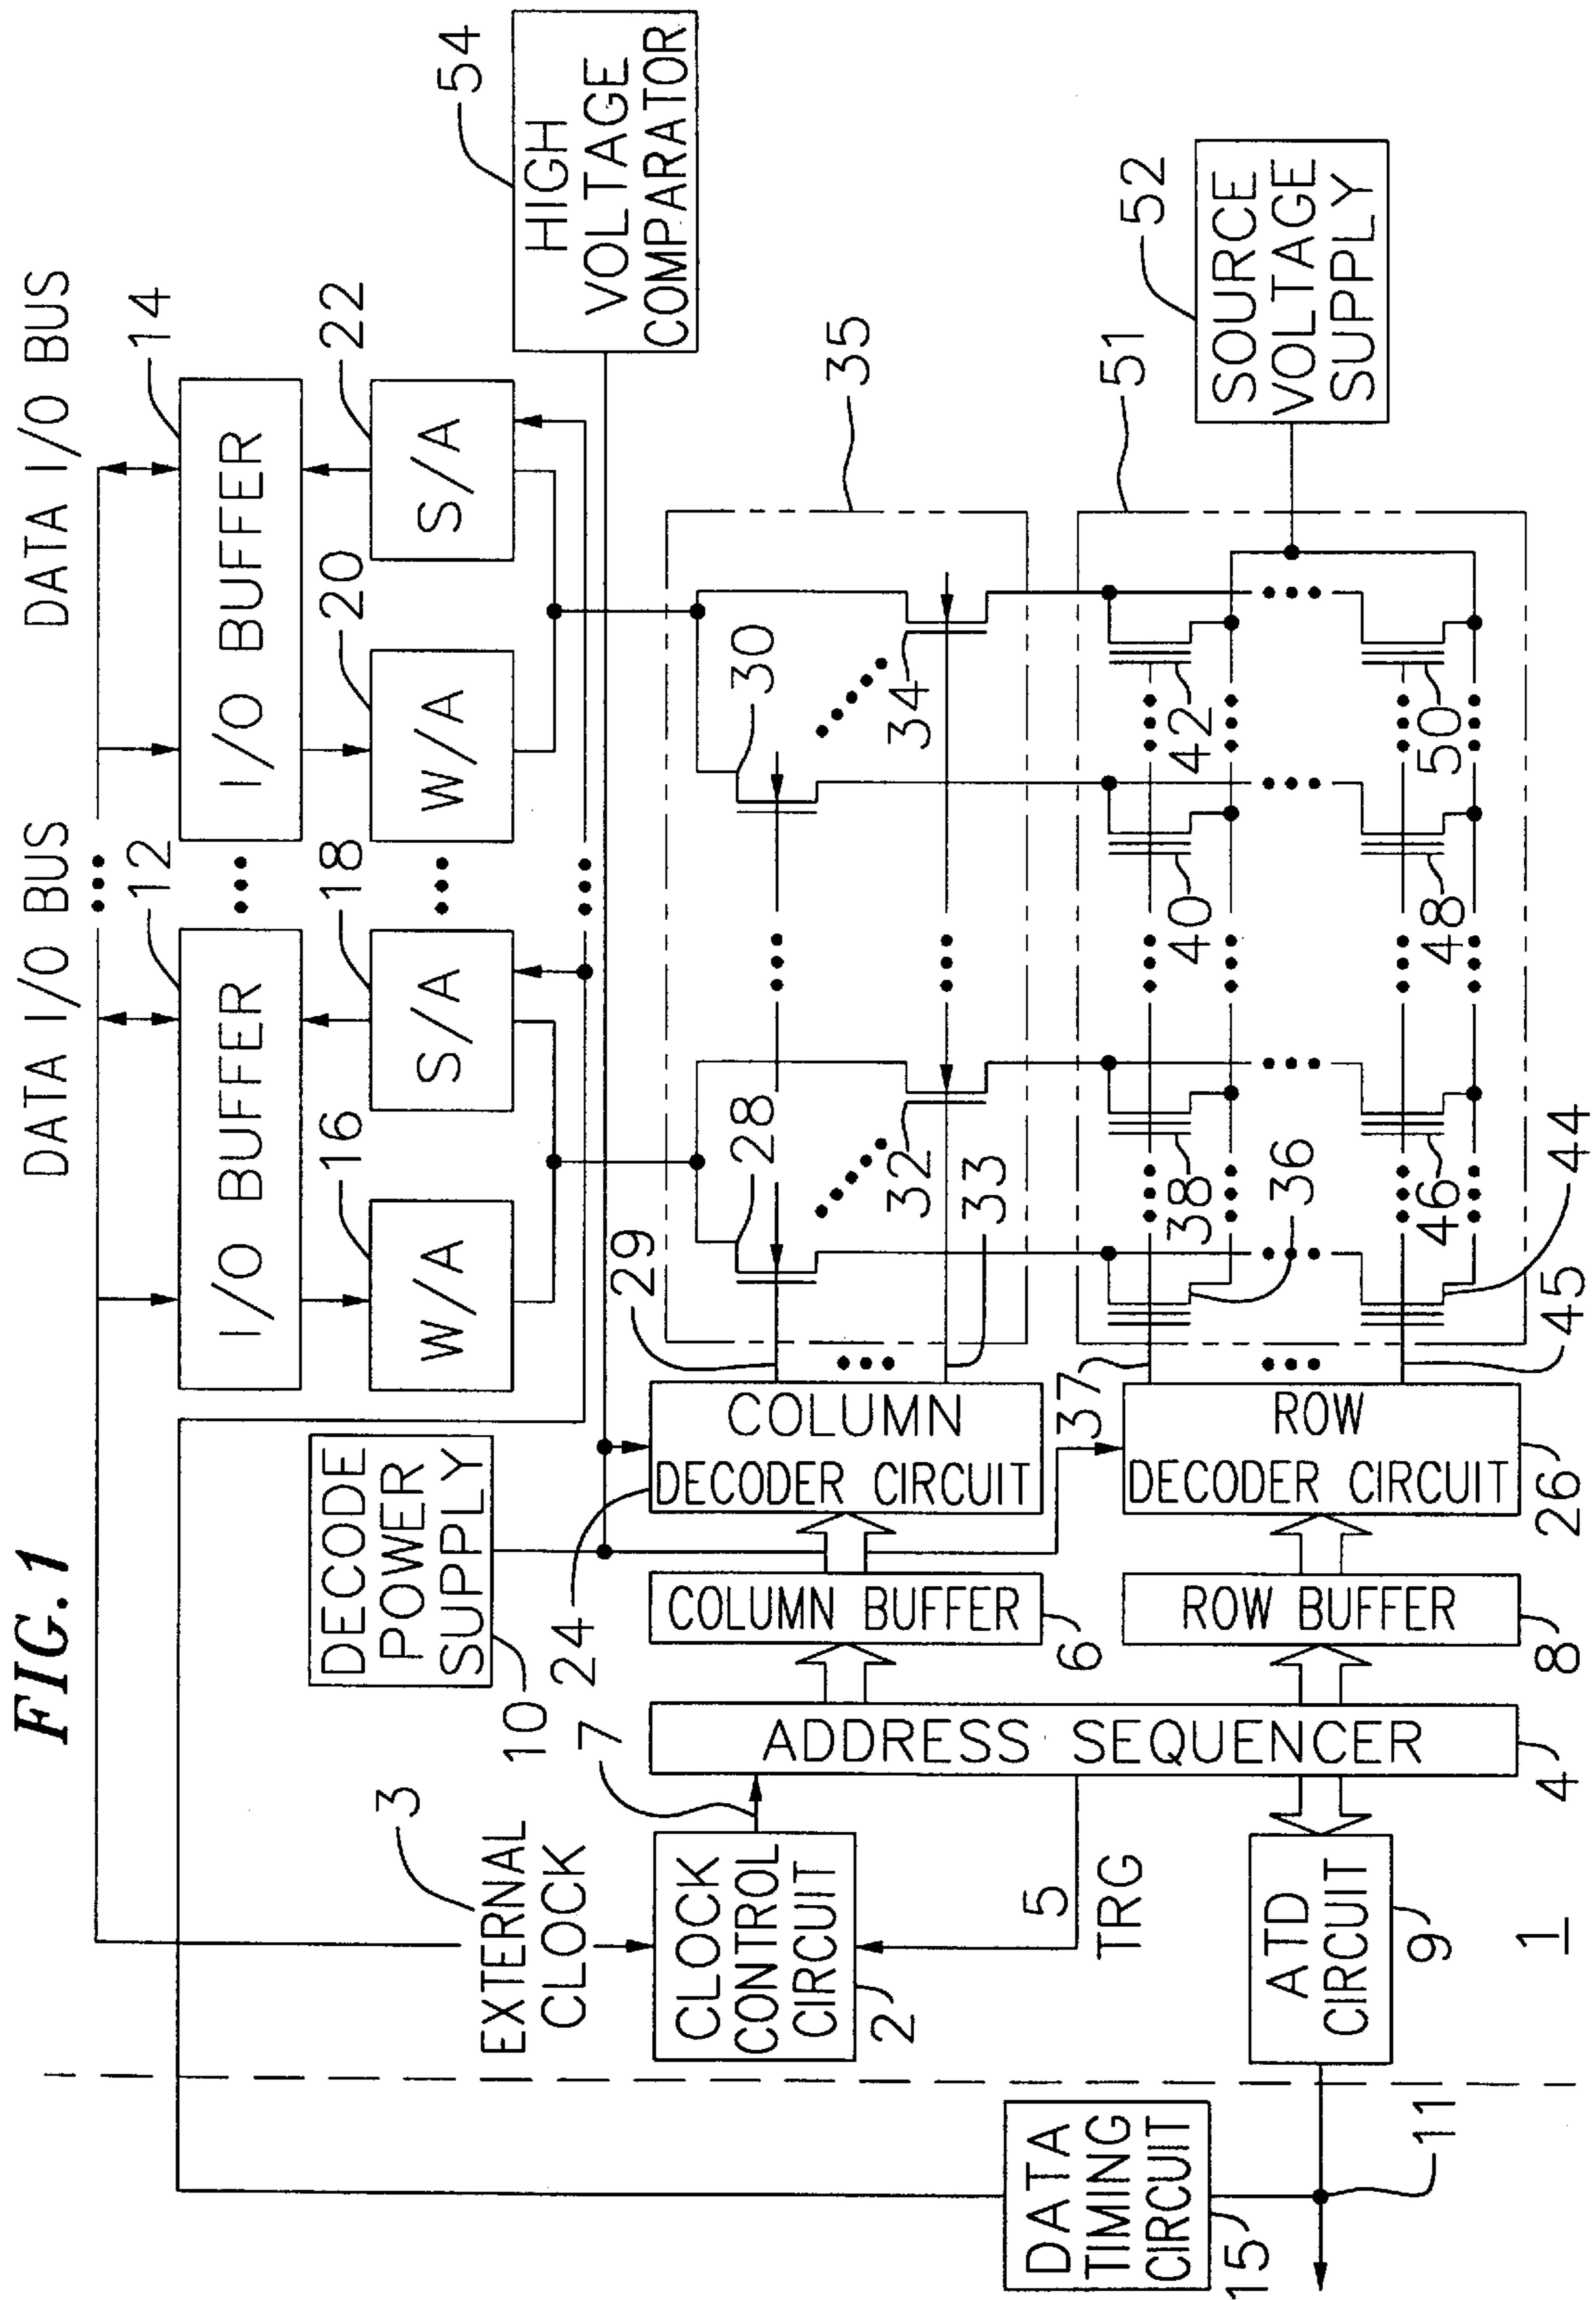 FIG.1
DATA I/O BUS
DATA I/O BUS
12
14
I/O BUFFER
I/O BUFFER
16
18
20
22
W/A
S/A
W/A
S/A
54
HIGH
VOLTAGE
COMPARATOR
DECODE
POWER
SUPPLY
10
3
EXTERNAL
CLOCK
7
24
29
28
30
35
CLOCK
CONTROL
CIRCUIT
2
COLUMN BUFFER
6
COLUMN
DECODER CIRCUIT
32
34
33
5
TRG
ADDRESS SEQUENCER
4
37
51
52
SOURCE
VOLTAGE
SUPPLY
DATA
TIMING
CIRCUIT
15
38
40
42
36
ATD
CIRCUIT
9
ROW BUFFER
8
ROW
DECODER CIRCUIT
26
46
48
50
44
45
11
1